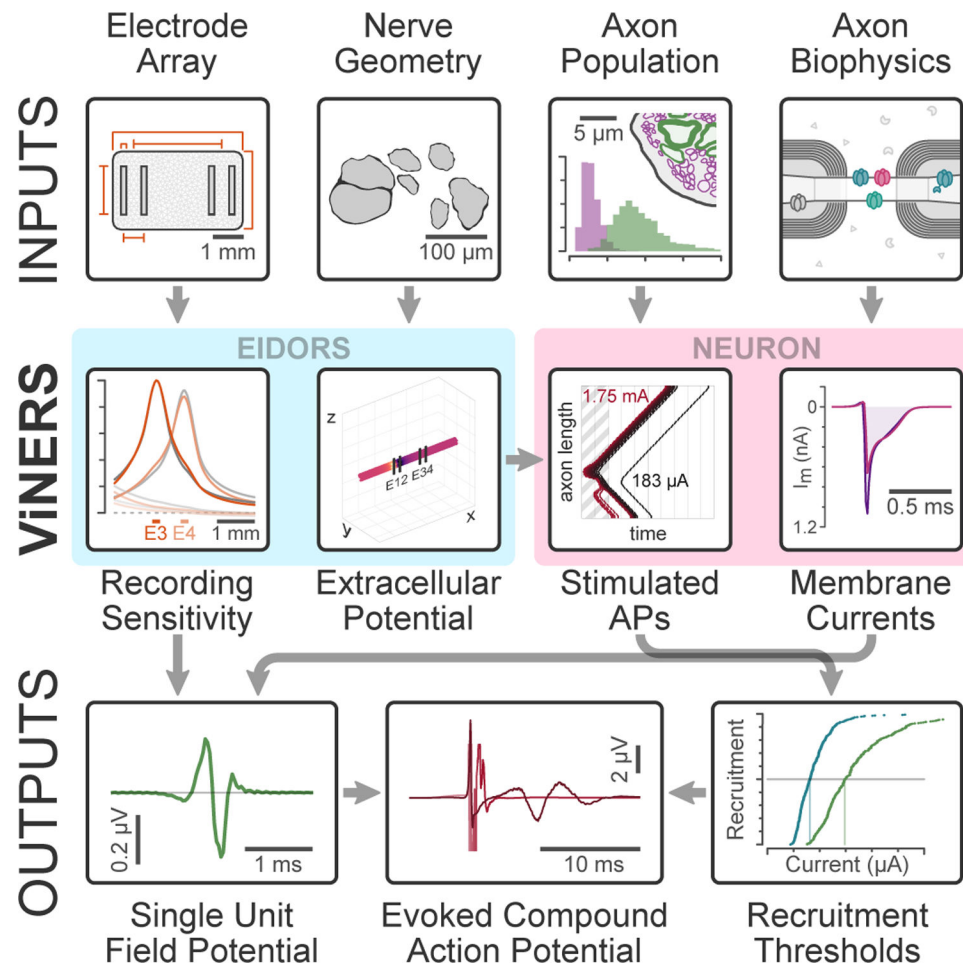 Electrode
Array
Nerve
Geometry
Axon
Population
Axon
Biophysics
INPUTS
1 mm
100 µm
5 µm
EIDORS
NEURON
ViNERS
E3 E4
1 mm
z
y
x
E12 E34
1.75 mA
axon length
183 µA
time
0
Im (nA)
1.2
0.5 ms
Recording
Sensitivity
Extracellular
Potential
Stimulated
APs
Membrane
Currents
OUTPUTS
0.2 µV
1 ms
2 µV
10 ms
Recruitment
Current (µA)
Single Unit
Field Potential
Evoked Compound
Action Potential
Recruitment
Thresholds